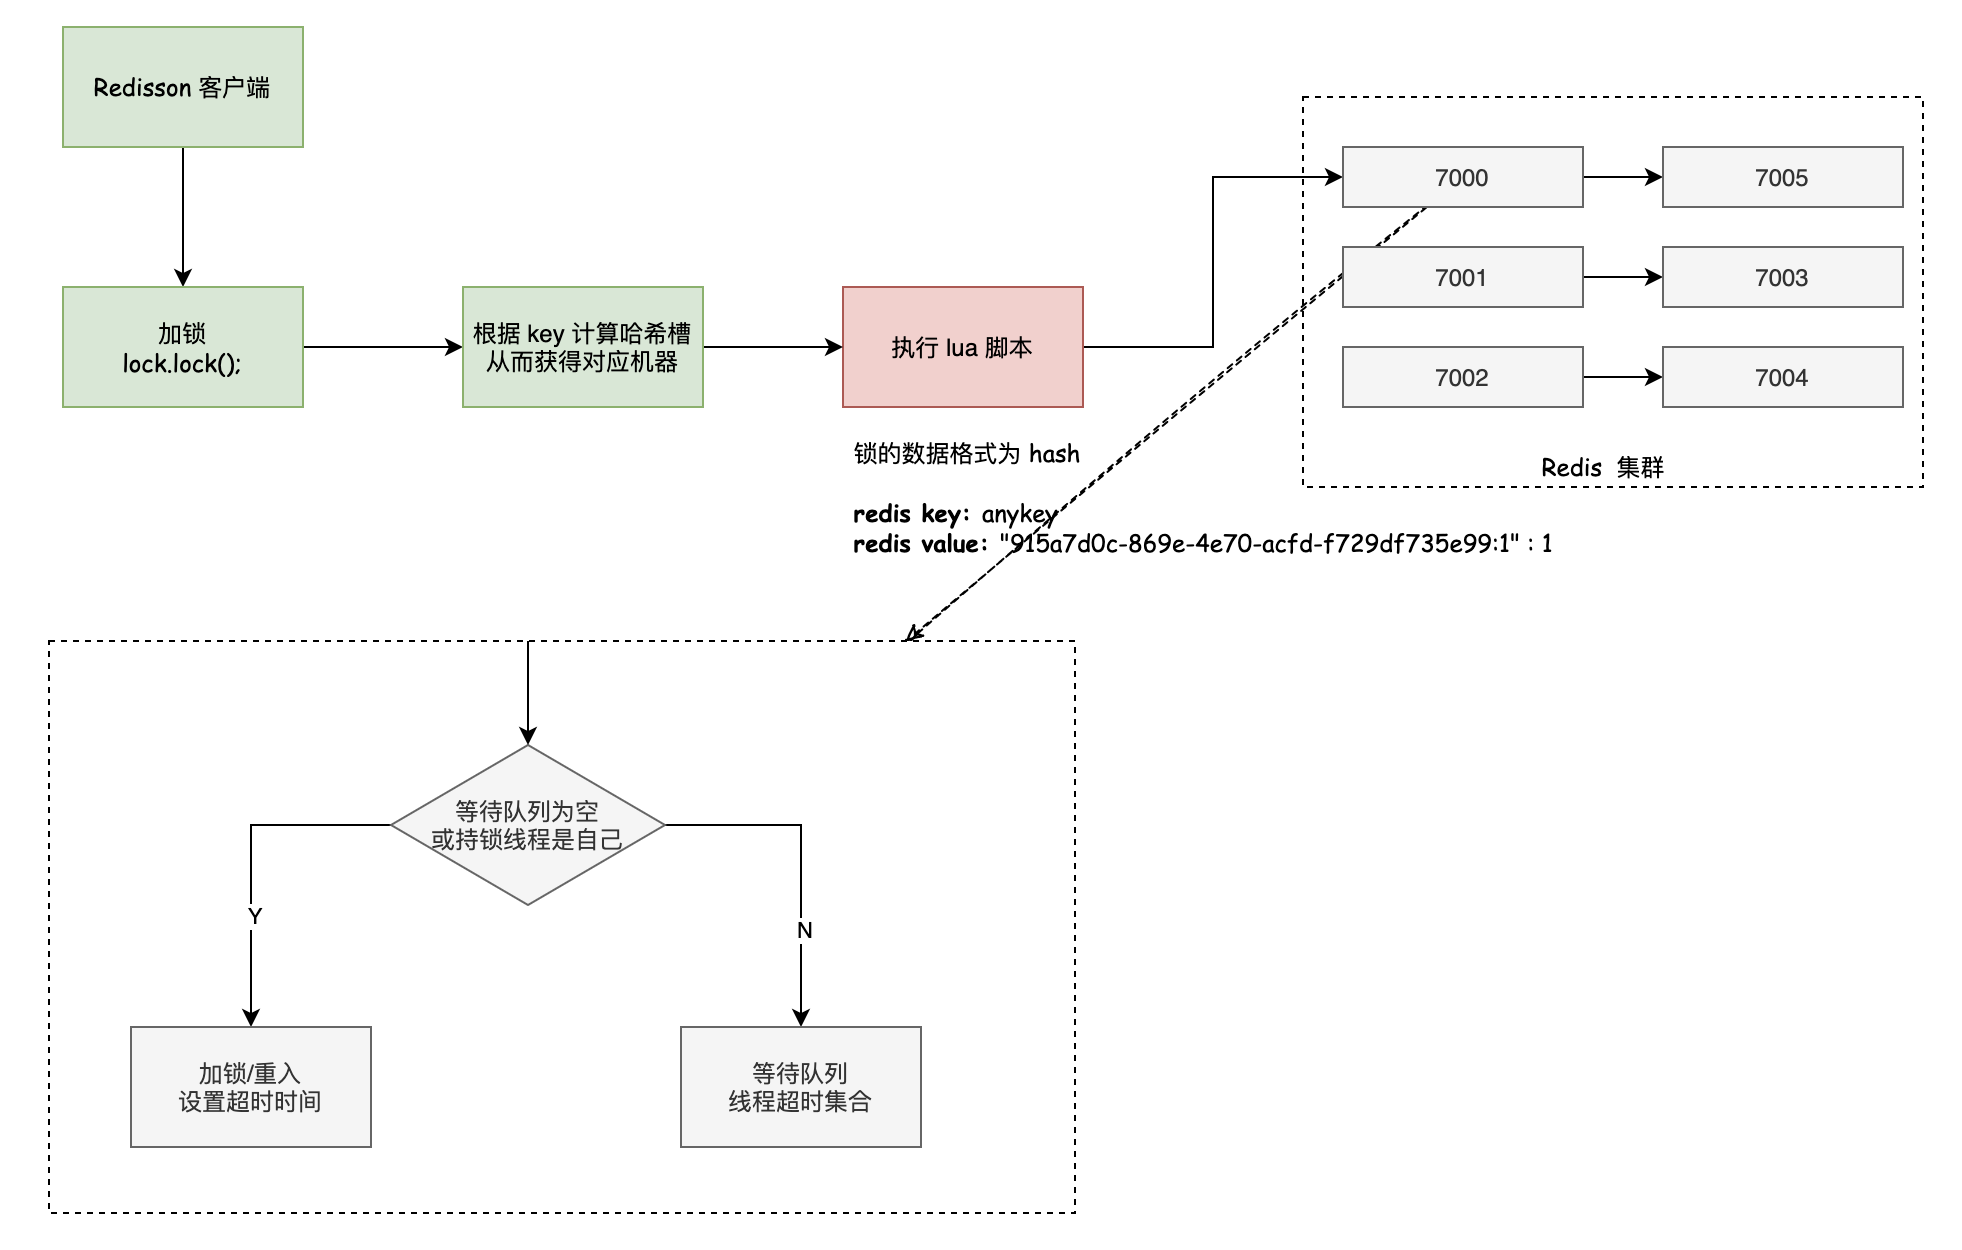 Redisson 客户端
加锁
lock.lock();
根据 key 计算哈希槽
从而获得对应机器
执行 lua 脚本
7000
7005
7001
7003
7002
7004
Redis 集群
锁的数据格式为 hash
redis key: anykey
redis value: "915a7d0c-869e-4e70-acfd-f729df735e99:1" : 1
等待队列为空
或持锁线程是自己
Y
N
加锁/重入
设置超时时间
等待队列
线程超时集合